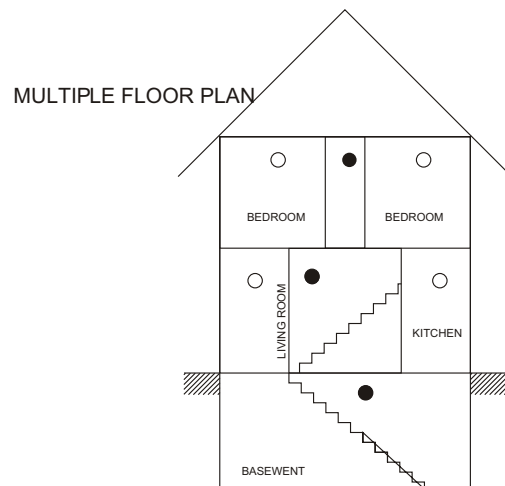 MULTIPLE FLOOR PLAN
BEDROOM
BEDROOM
LIVING ROOM
KITCHEN
BASEWENT